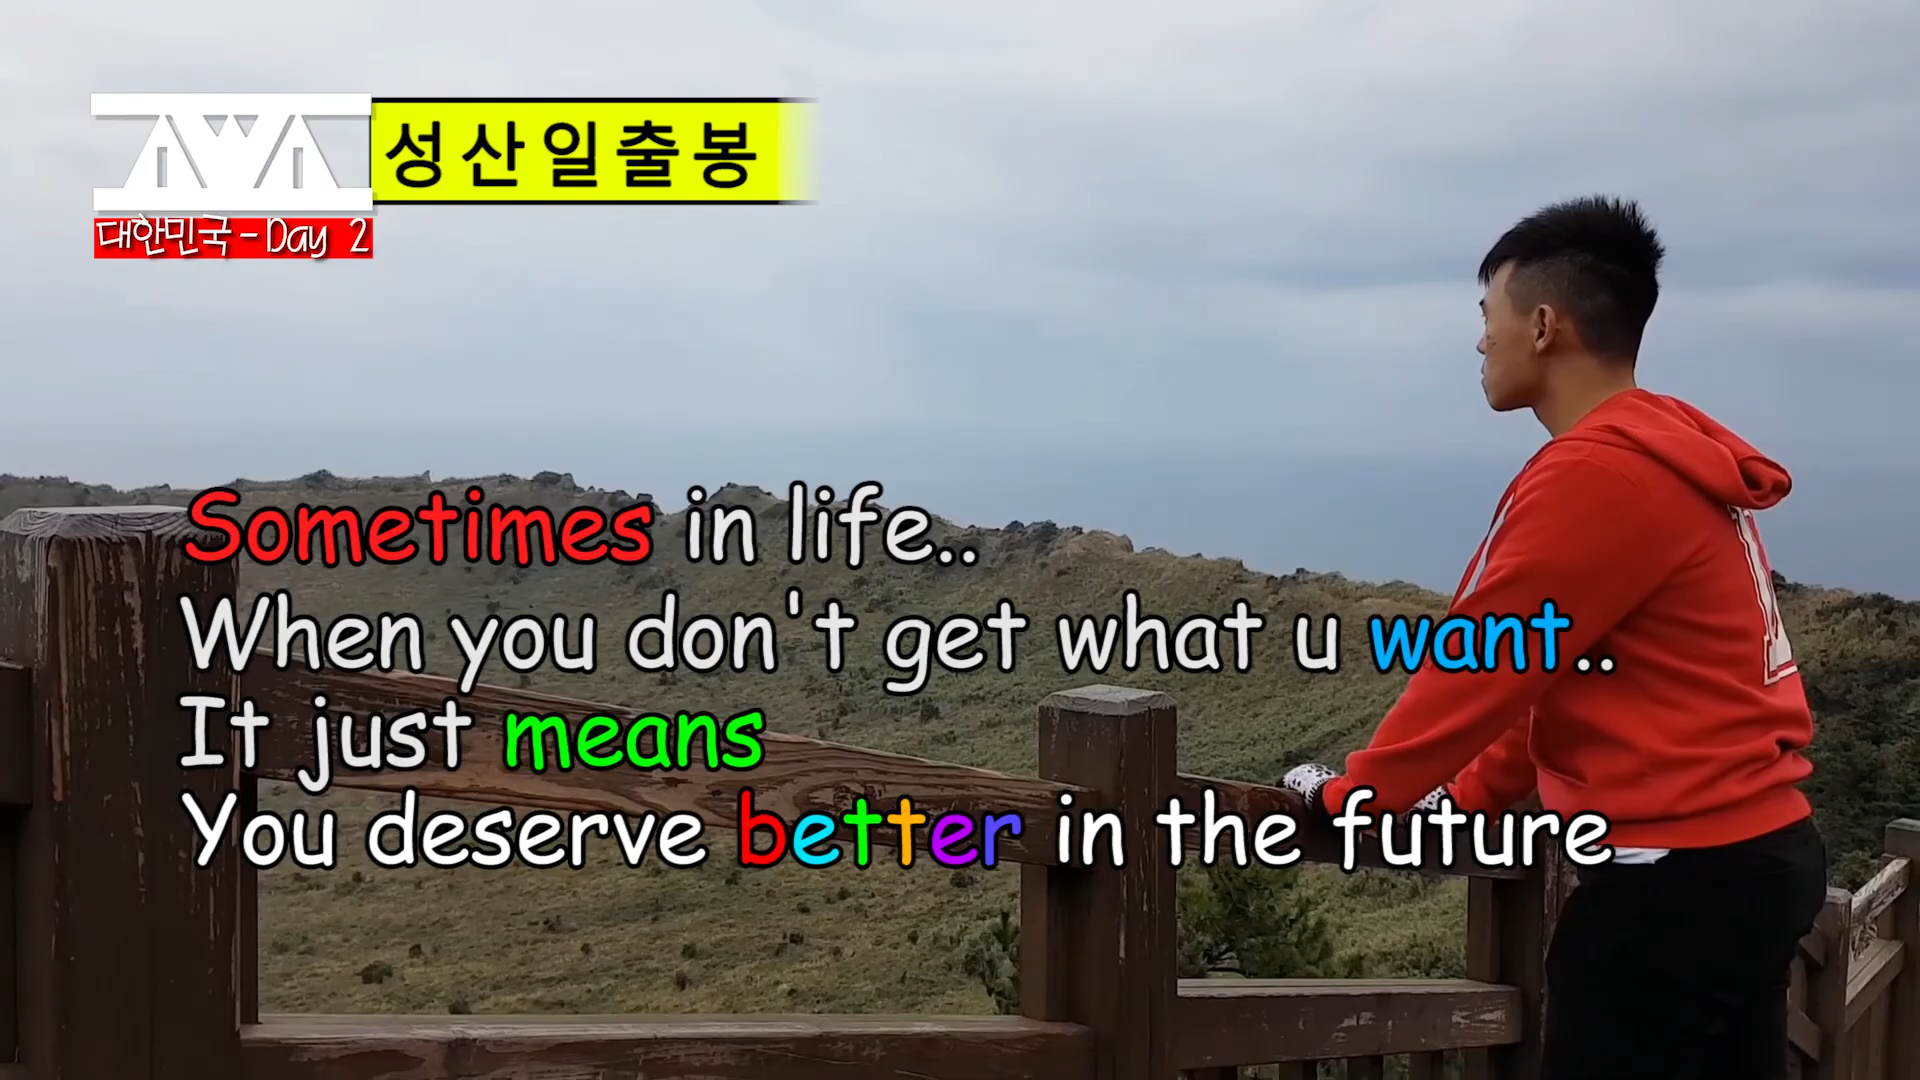 AWA
성산일출봉
대한민국 - Day 2
Sometimes in life..
When you don't get what u want..
It just means
You deserve better in the future